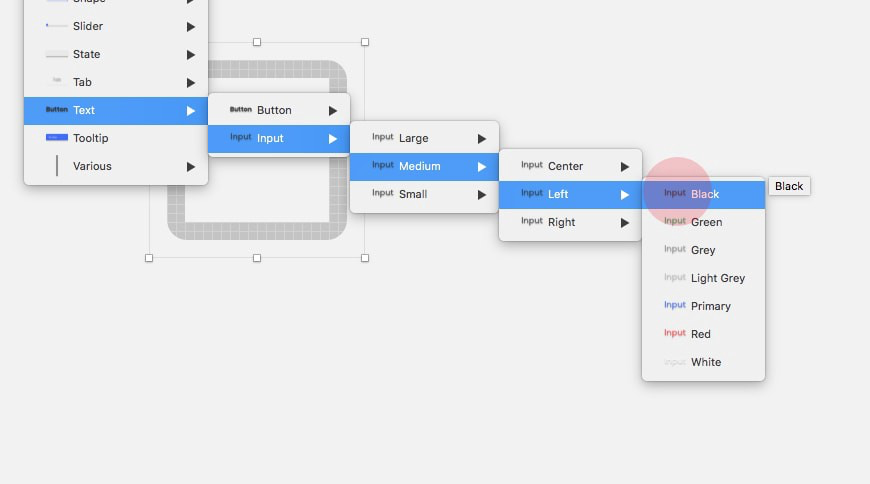 Shape
Slider
State
Tab
Button Text
Tooltip
Various
Button Button
Input Input
Input Large
Input Medium
Input Small
Input Center
Input Left
Input Right
Input Black
Input Green
Input Grey
Input Light Grey
Input Primary
Input Red
Input White
Black